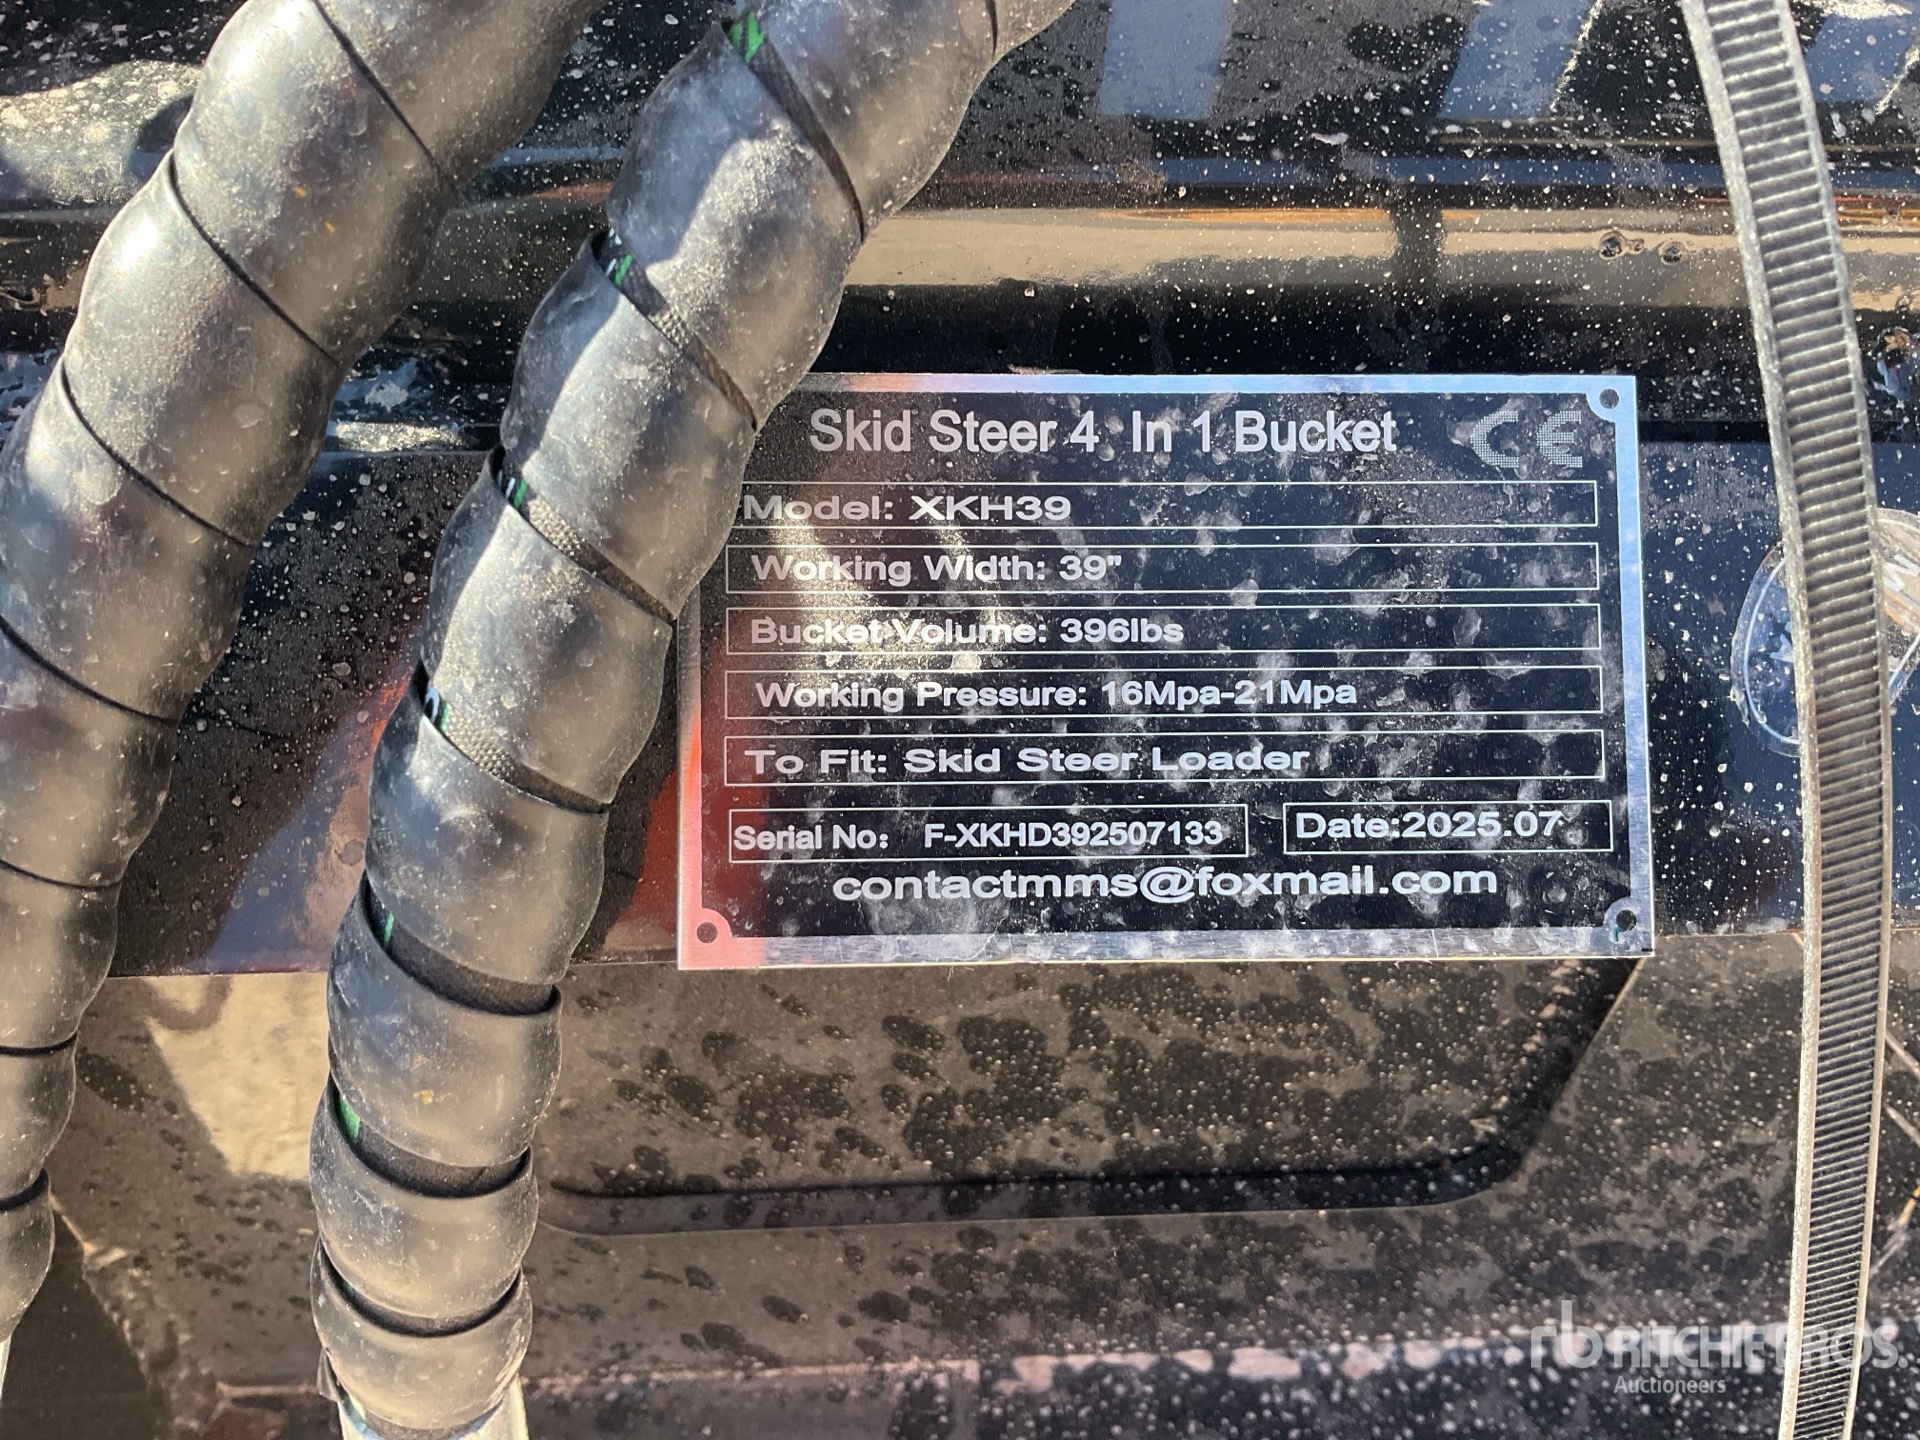 Skid Steer 4 In 1 Bucket CE
Model: XKH39
Working Width: 39"
Bucket Volume: 396lbs
Working Pressure: 16Mpa-21Mpa
To Fit: Skid Steer Loader
Serial No: F-XKHD392507133 Date:2025.07
contactmms@foxmail.com
rb RITCHIE BROS.
Auctioneers